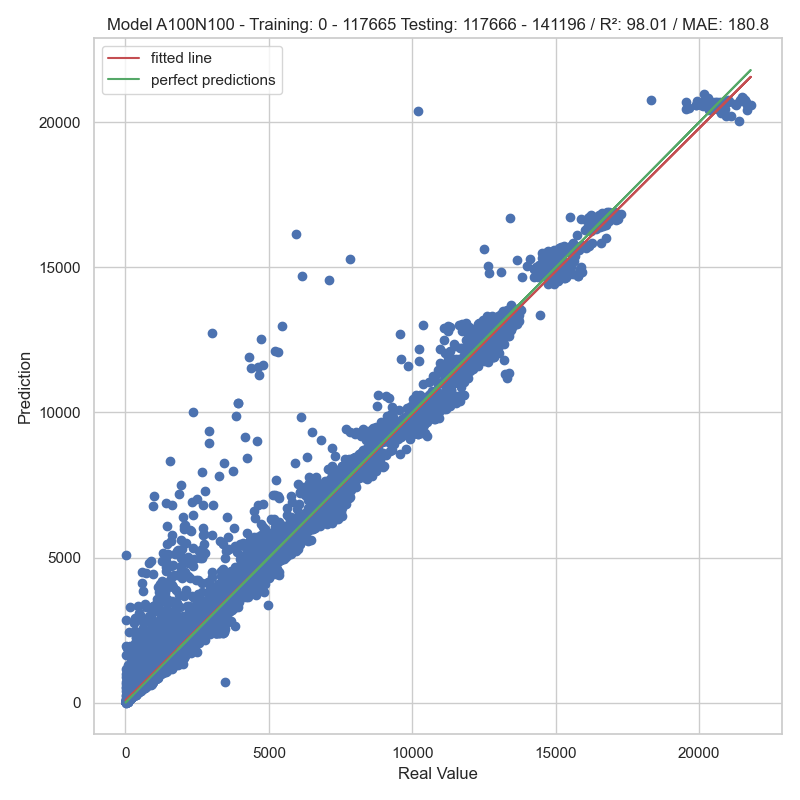 Model A100N100 - Training: 0 - 117665 Testing: 117666 - 141196 / R²: 98.01 / MAE: 180.8
fitted line
perfect predictions
20000
15000
10000
5000
0
Prediction
0 5000 10000 15000 20000
Real Value